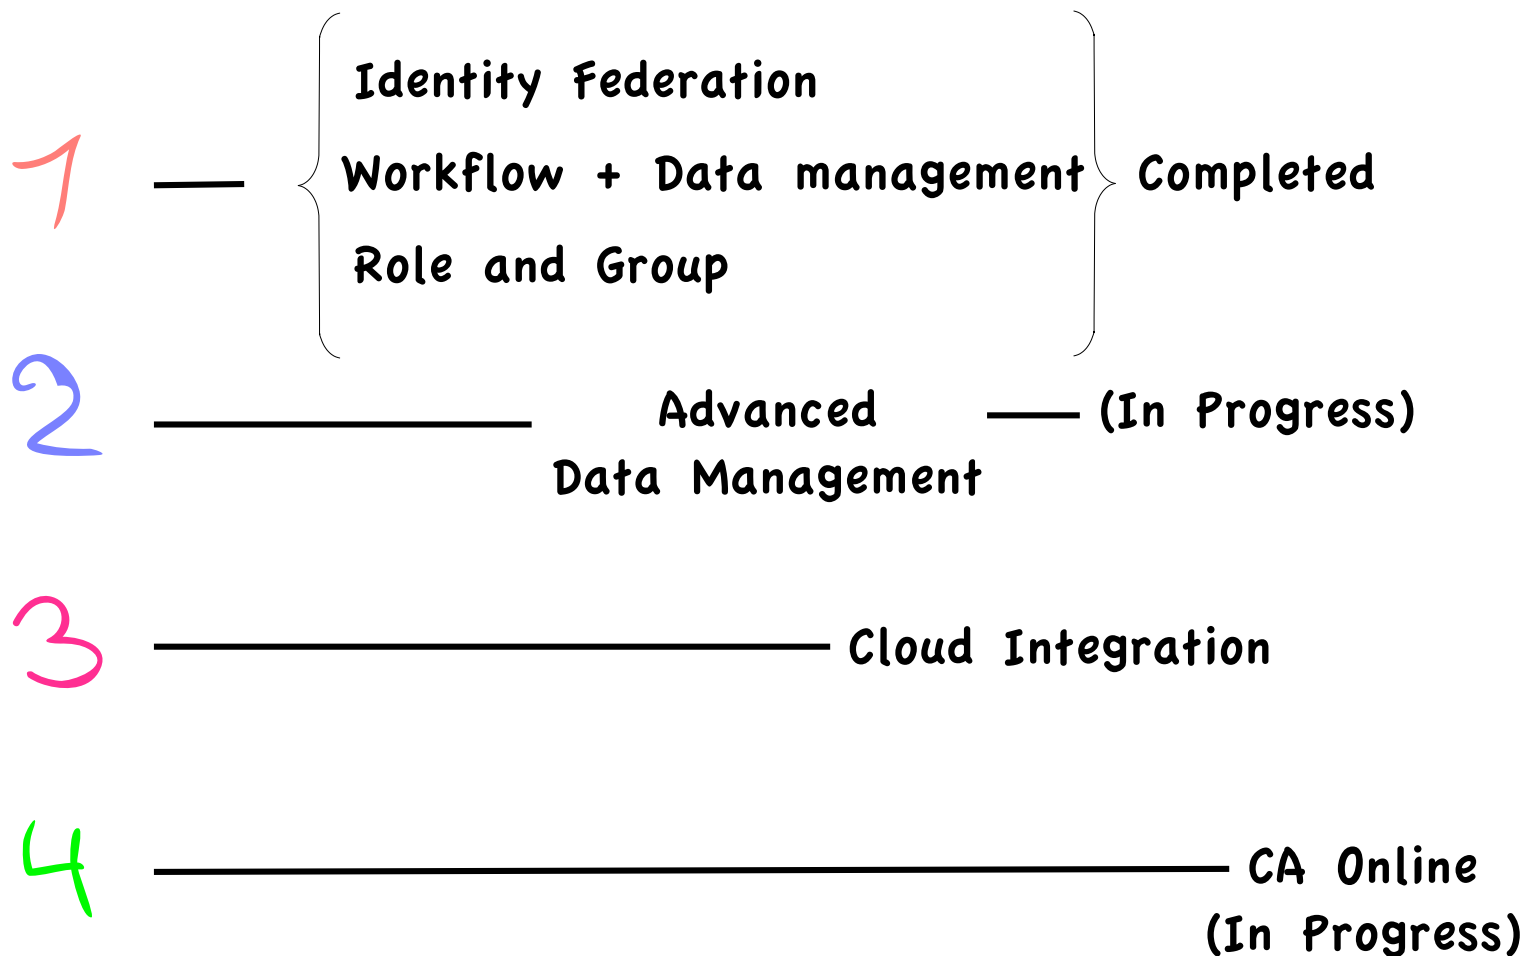 1
Identity Federation
Workflow + Data management
Completed
Role and Group
2
Advanced
(In Progress)
Data Management
3
Cloud Integration
4
CA Online
(In Progress)